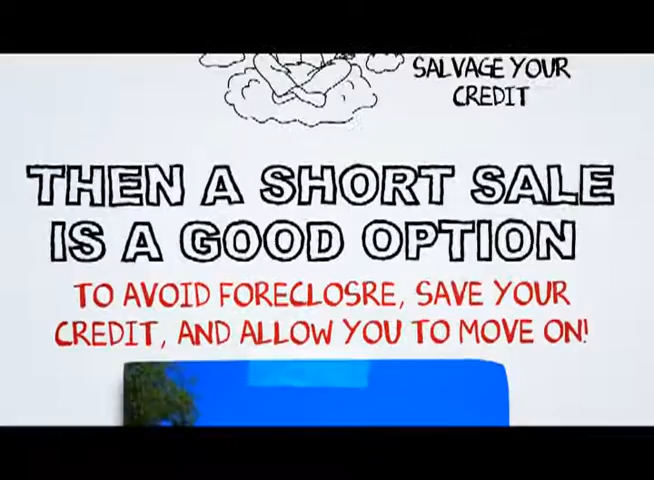 SALVAGE YOUR
CREDIT
THEN A SHORT SALE
IS A GOOD OPTION
TO AVOID FORECLOSRE, SAVE YOUR
CREDIT, AND ALLOW YOU TO MOVE ON!